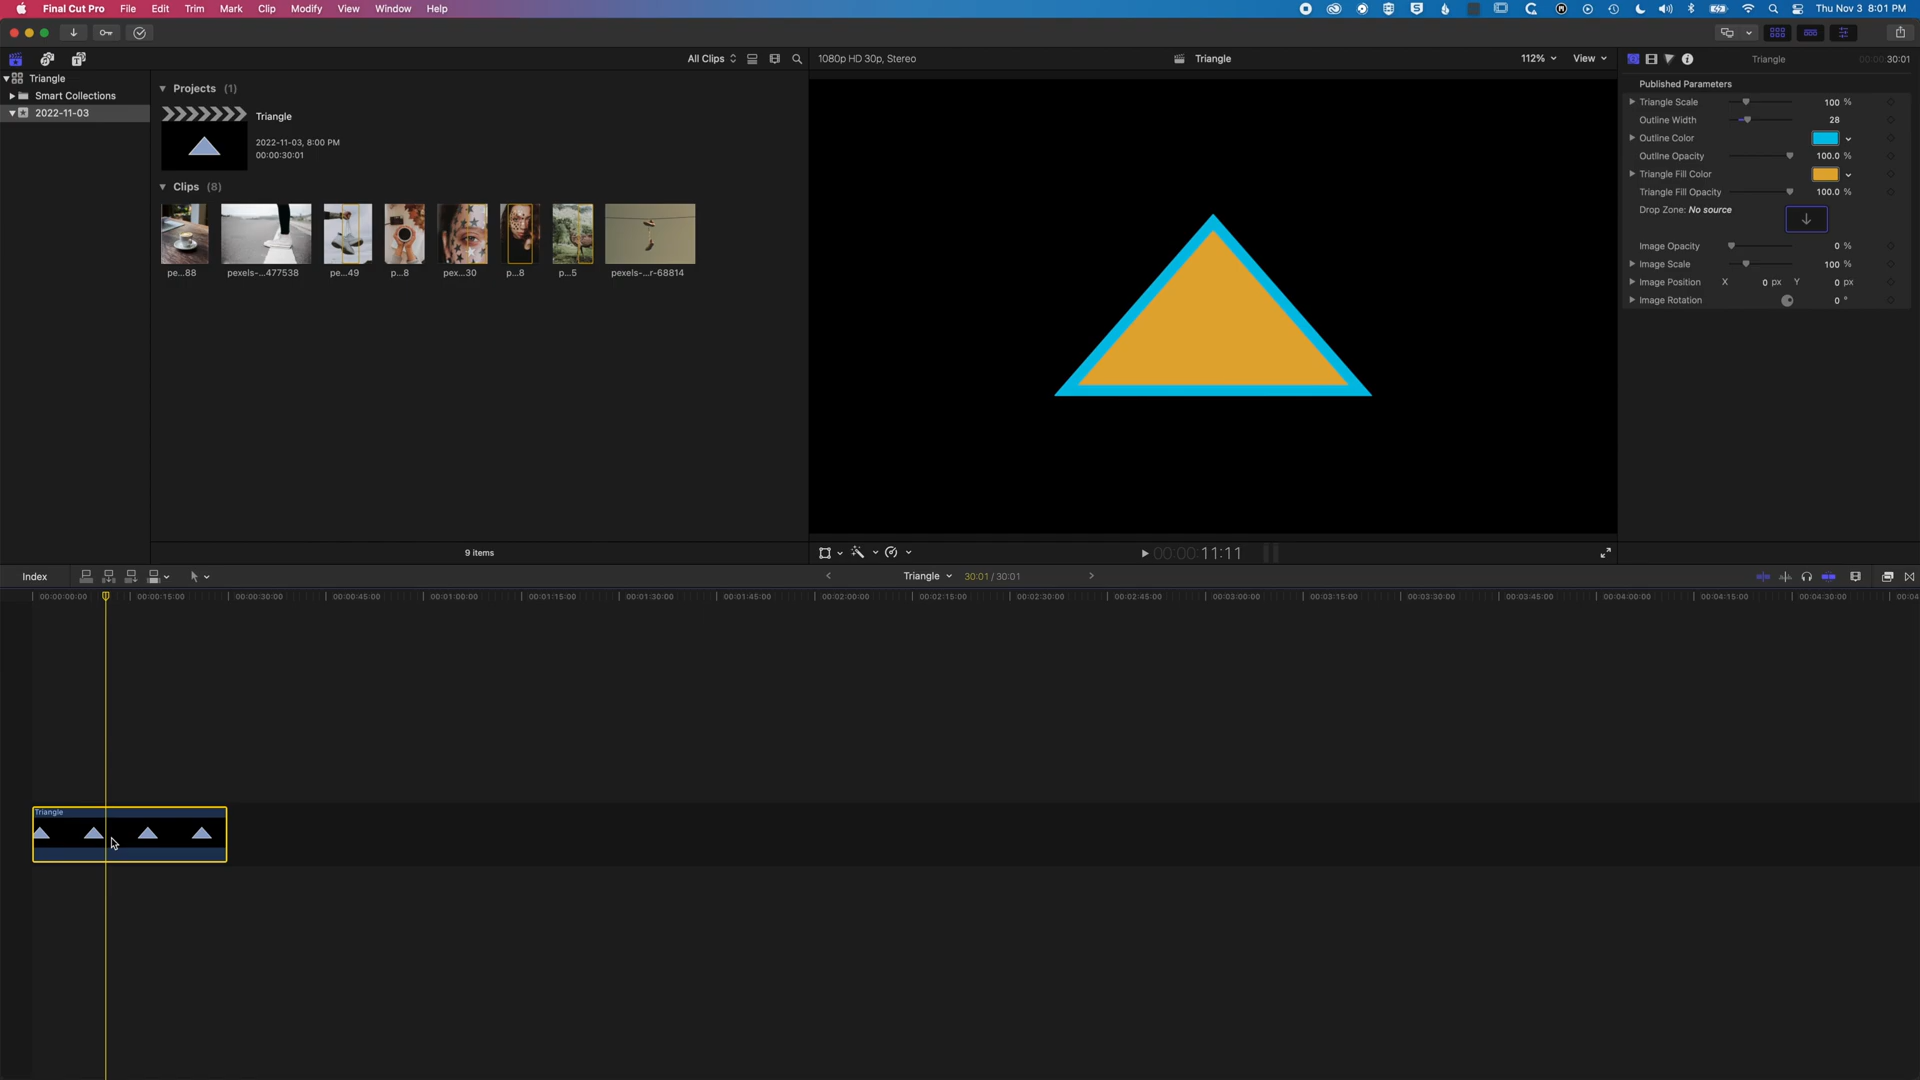 Final Cut Pro File Edit Trim Mark Clip Modify View Window Help Thu Nov 3 8:01 PM
All Clips 1080p HD 30p, Stereo Triangle 112% View Triangle 00:00:30:01
Triangle
Smart Collections
2022-11-03
Projects (1)
Triangle
2022-11-03, 8:00 PM
00:00:30:01
Clips (8)
pe...88 pexels-...477538 pe...49 p...8 pex...30 p...8 p...5 pexels-...r-68814
9 items
Published Parameters
Triangle Scale 100 %
Outline Width 28
Outline Color
Outline Opacity 100.0 %
Triangle Fill Color
Triangle Fill Opacity 100.0 %
Drop Zone: No source
Image Opacity 0 %
Image Scale 100 %
Image Position X 0 px Y 0 px
Image Rotation 0 °
00:00:11:11
Index Triangle 30:01 / 30:01
00:00:00:00 00:00:15:00 00:00:30:00 00:00:45:00 00:01:00:00 00:01:15:00 00:01:30:00 00:01:45:00 00:02:00:00 00:02:15:00 00:02:30:00 00:02:45:00 00:03:00:00 00:03:15:00 00:03:30:00 00:03:45:00 00:04:00:00 00:04:15:00 00:04:30:00 00:04
Triangle